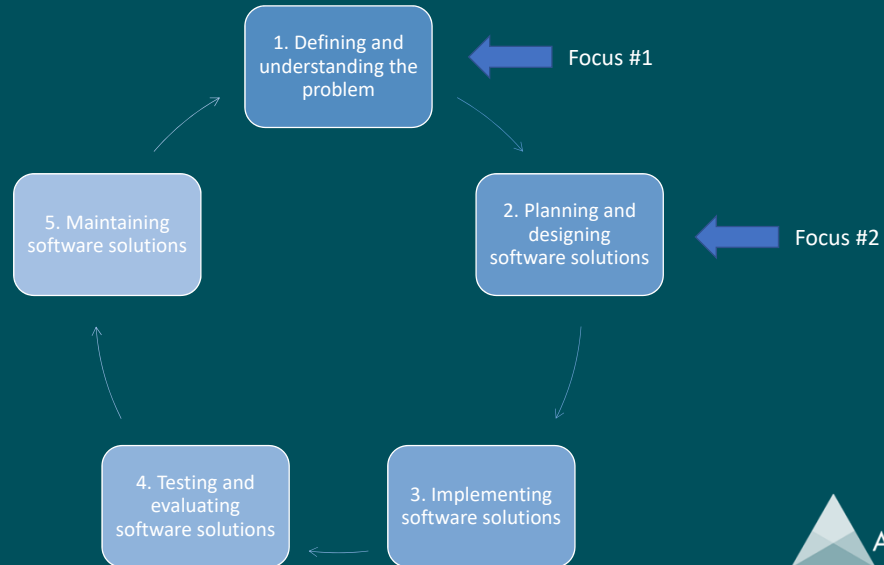 1. Defining and
understanding the
problem
Focus #1
2. Planning and
designing
software solutions
Focus #2
3. Implementing
software solutions
4. Testing and
evaluating
software solutions
5. Maintaining
software solutions
A